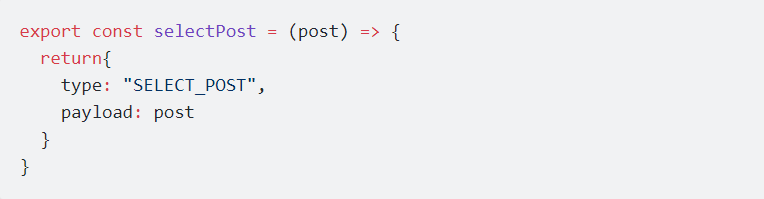 export const selectPost = (post) => {
  return{
    type: "SELECT_POST",
    payload: post
  }
}